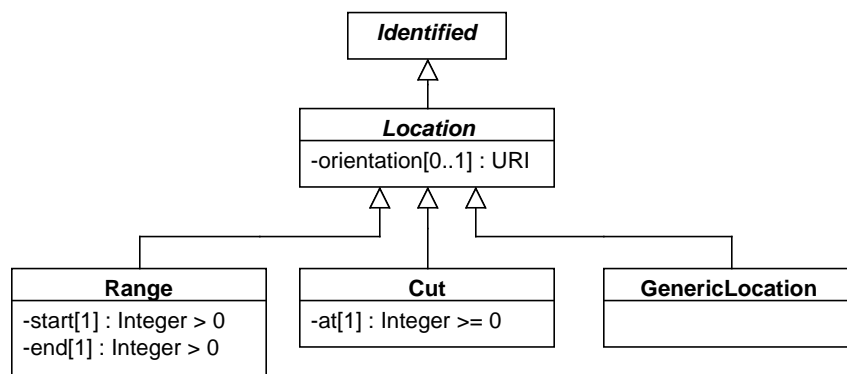 Identified
Location
-orientation[0..1] : URI
Range
-start[1] : Integer > 0
-end[1] : Integer > 0
Cut
-at[1] : Integer >= 0
GenericLocation